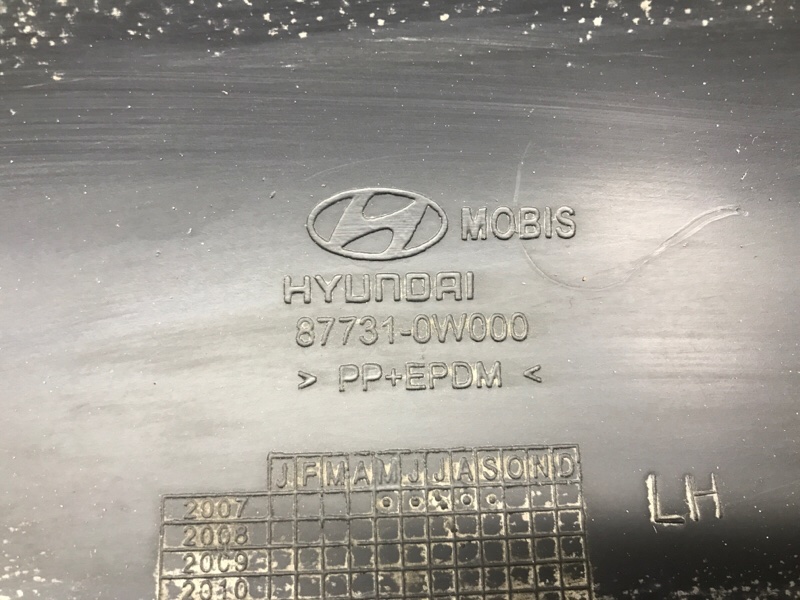 MOBIS
HYUNDAI
87731-0W000
> PP+EPDM <
J F M A M J J A S O N D
2007
2008
2009
2010
LH